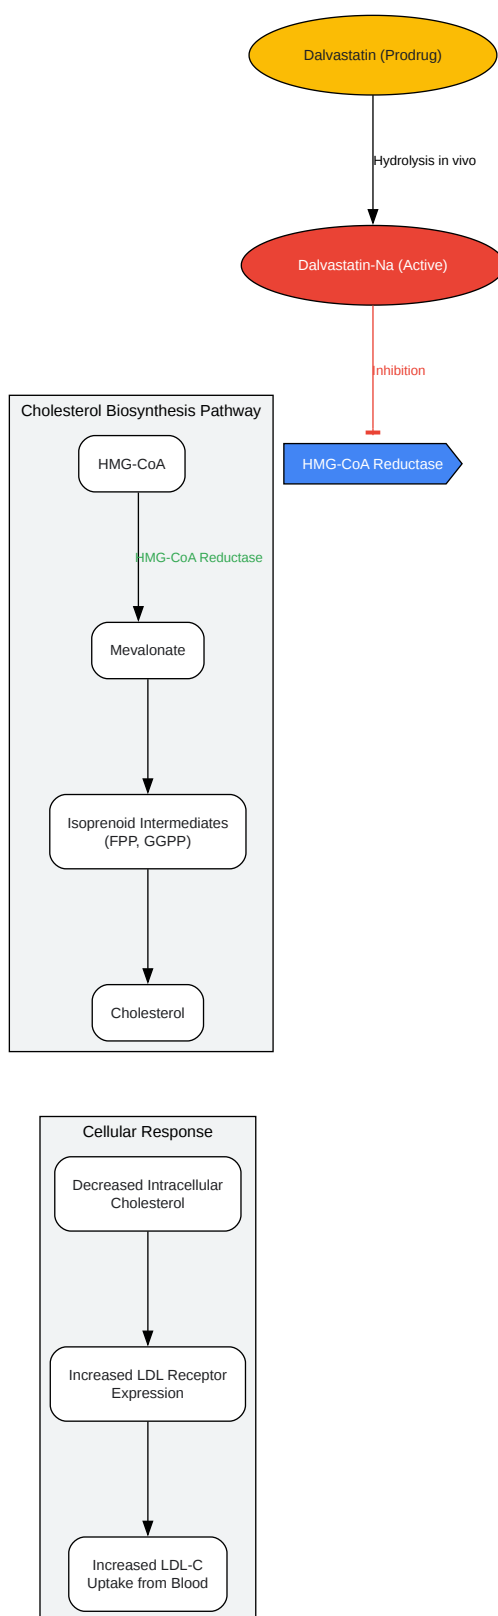 Dalvastatin (Prodrug)
Hydrolysis in vivo
Dalvastatin-Na (Active)
Inhibition
HMG-CoA Reductase
Cholesterol Biosynthesis Pathway
HMG-CoA
HMG-CoA Reductase
Mevalonate
Isoprenoid Intermediates
(FPP, GGPP)
Cholesterol
Cellular Response
Decreased Intracellular
Cholesterol
Increased LDL Receptor
Expression
Increased LDL-C
Uptake from Blood